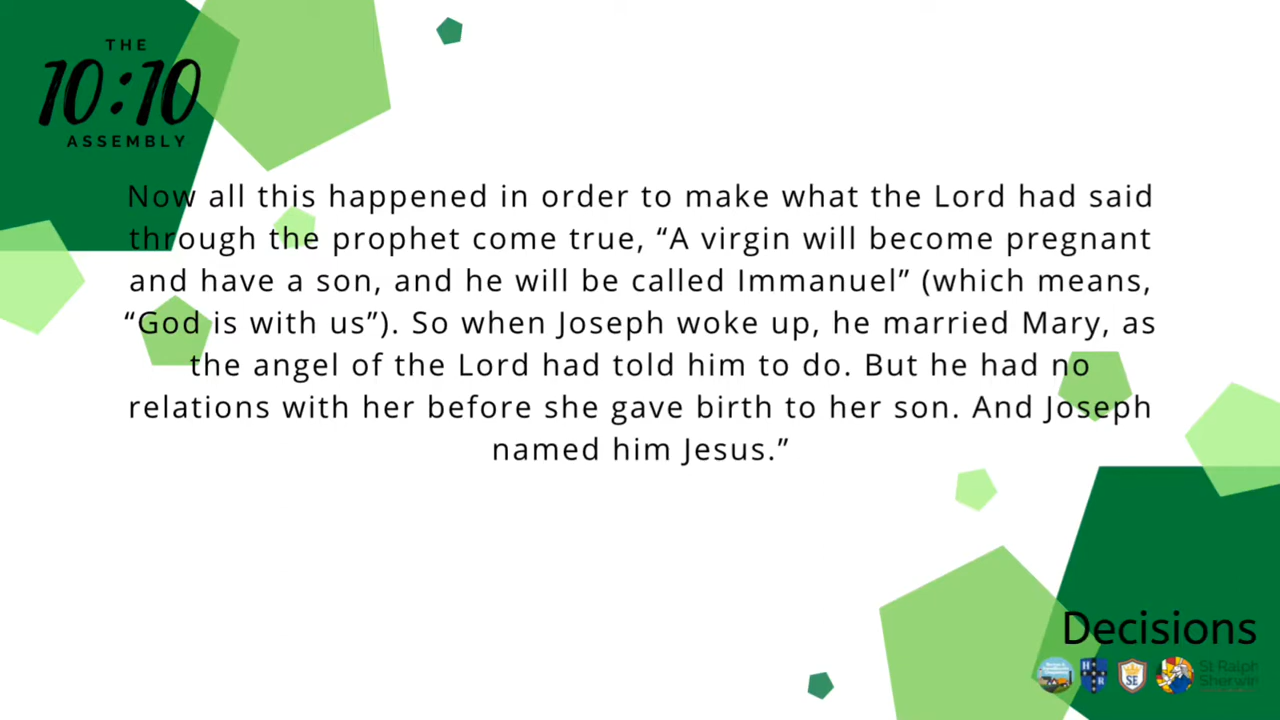 THE
10:10
ASSEMBLY
Now all this happened in order to make what the Lord had said
through the prophet come true, “A virgin will become pregnant
and have a son, and he will be called Immanuel” (which means,
“God is with us”). So when Joseph woke up, he married Mary, as
the angel of the Lord had told him to do. But he had no
relations with her before she gave birth to her son. And Joseph
named him Jesus.”
Decisions
H
R
SE
St Ralph
Sherwin